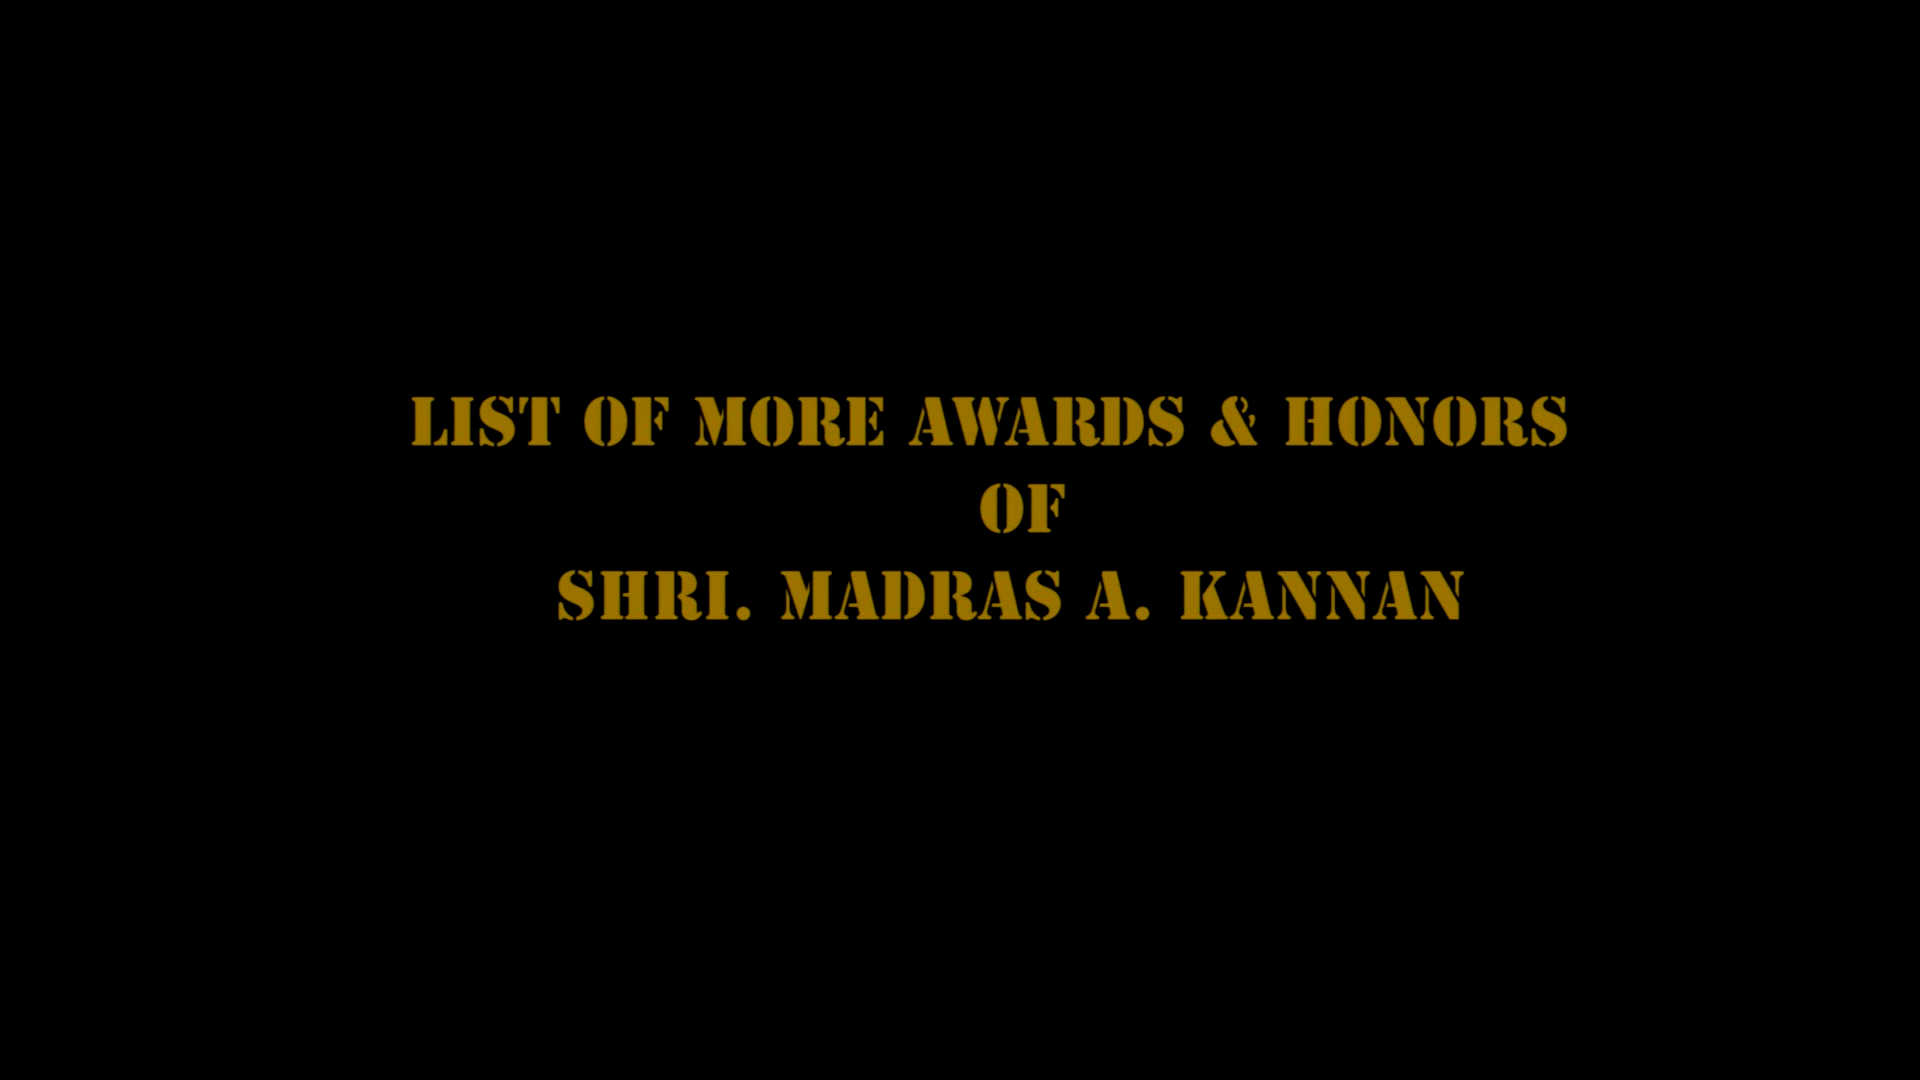 LIST OF MORE AWARDS & HONORS
OF
SHRI. MADRAS A. KANNAN